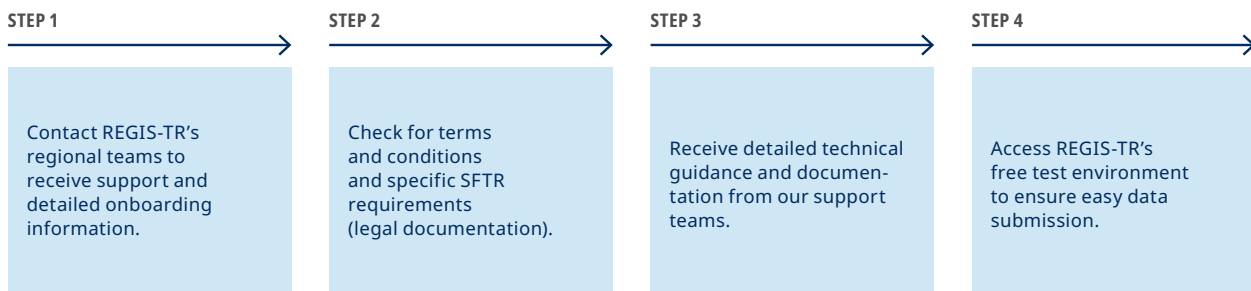 STEP 1
Contact REGIS-TR’s
regional teams to
receive support and
detailed onboarding
information.
STEP 2
Check for terms
and conditions
and specific SFTR
requirements
(legal documentation).
STEP 3
Receive detailed technical
guidance and documen-
tation from our support
teams.
STEP 4
Access REGIS-TR’s
free test environment
to ensure easy data
submission.